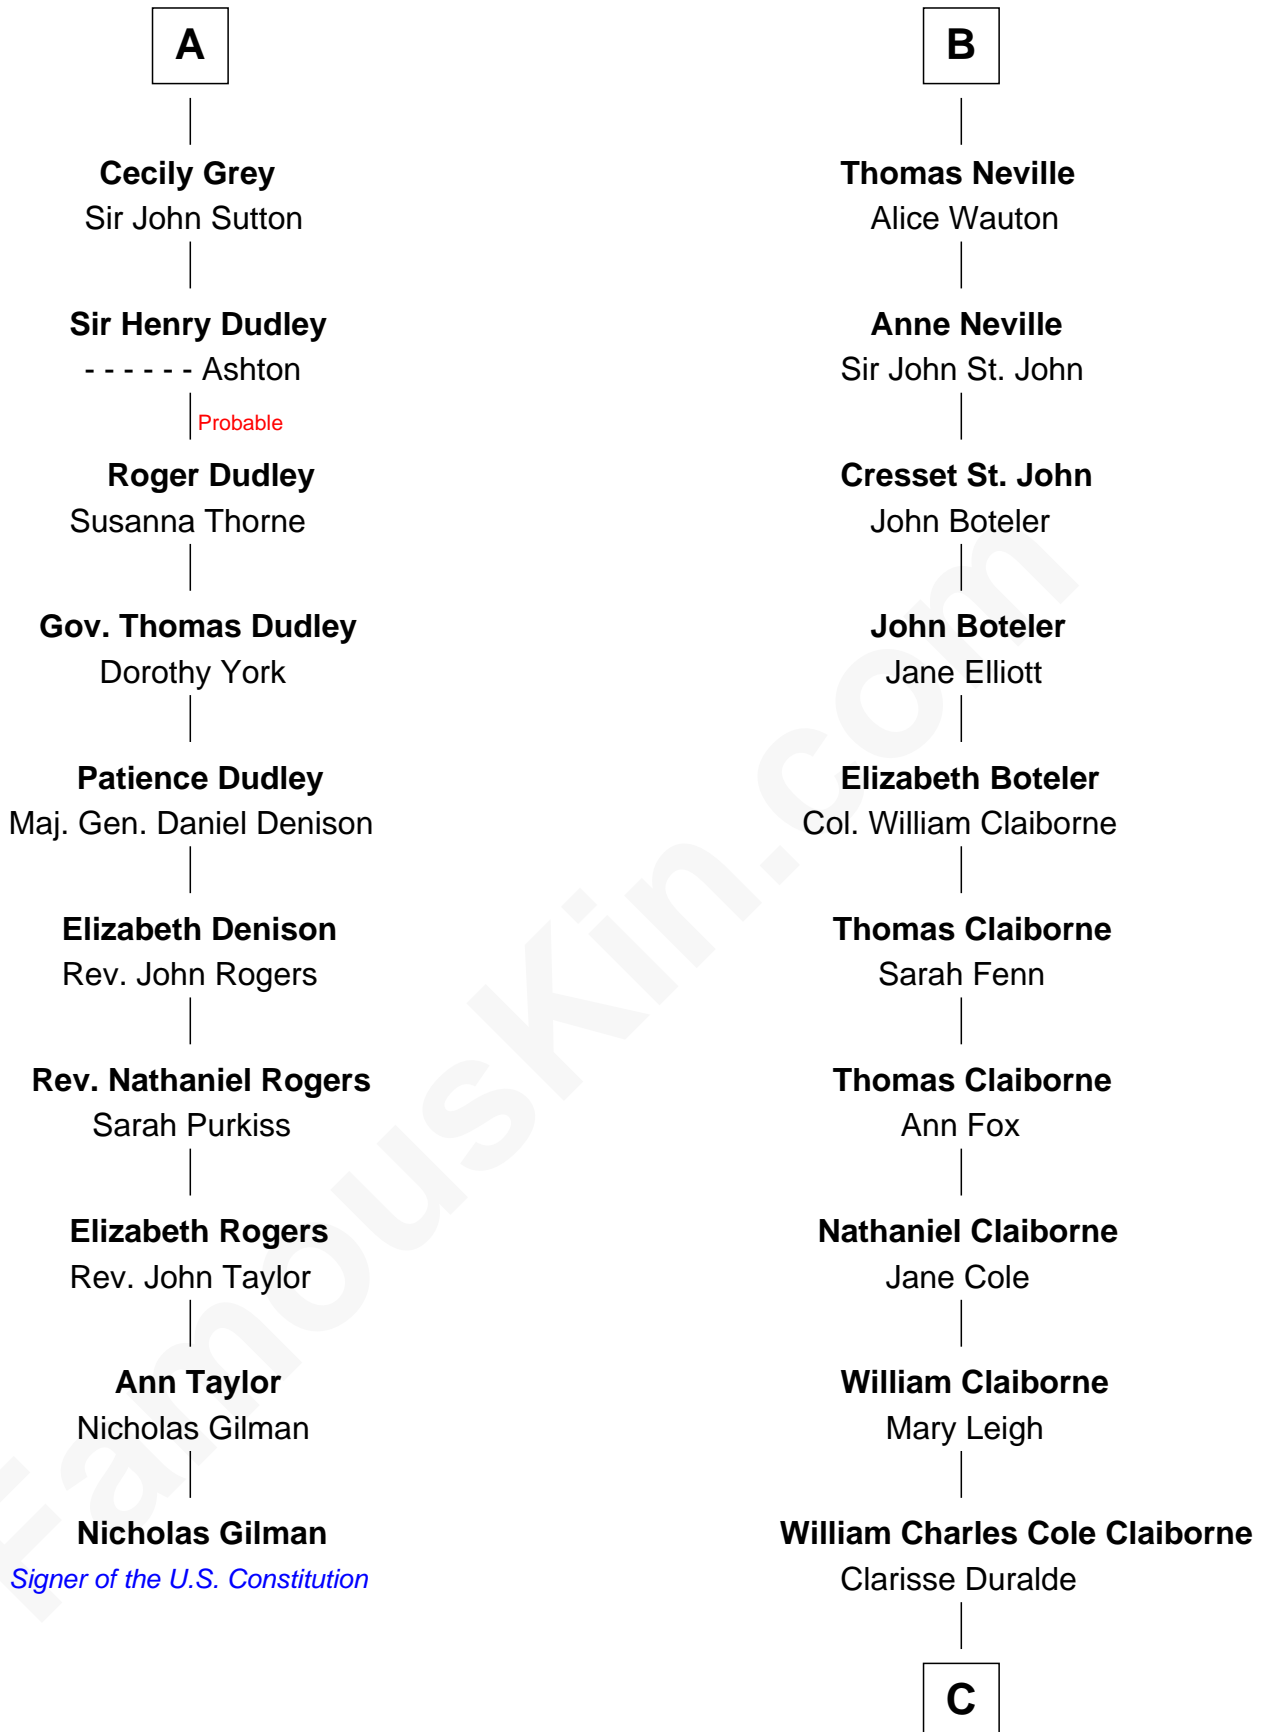 A
Cecily Grey
Sir John Sutton
Sir Henry Dudley
- - - - - - Ashton
Probable
Roger Dudley
Susanna Thorne
Gov. Thomas Dudley
Dorothy York
Patience Dudley
Maj. Gen. Daniel Denison
Elizabeth Denison
Rev. John Rogers
Rev. Nathaniel Rogers
Sarah Purkiss
Elizabeth Rogers
Rev. John Taylor
Ann Taylor
Nicholas Gilman
Nicholas Gilman
Signer of the U.S. Constitution
B
Thomas Neville
Alice Wauton
Anne Neville
Sir John St. John
Cresset St. John
John Boteler
John Boteler
Jane Elliott
Elizabeth Boteler
Col. William Claiborne
Thomas Claiborne
Sarah Fenn
Thomas Claiborne
Ann Fox
Nathaniel Claiborne
Jane Cole
William Claiborne
Mary Leigh
William Charles Cole Claiborne
Clarisse Duralde
C
FamousKin.com